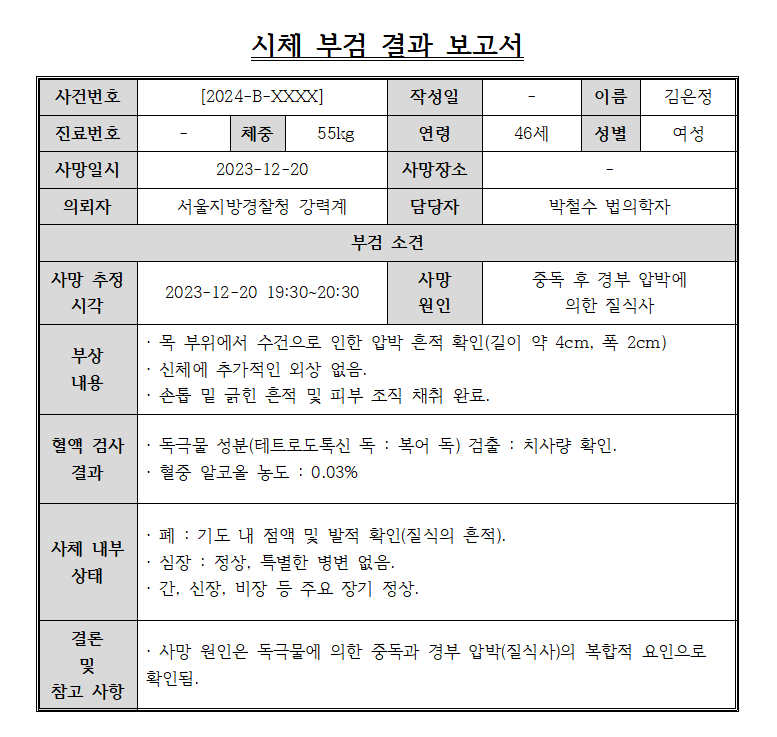 시체 부검 결과 보고서
사건번호 [2024-B-XXXX] 작성일 - 이름 김은정
진료번호 - 체중 55kg 연령 46세 성별 여성
사망일시 2023-12-20 사망장소 -
의뢰자 서울지방경찰청 강력계 담당자 박철수 법의학자
부검 소견
사망 추정
시각
2023-12-20 19:30~20:30
사망
원인
중독 후 경부 압박에
의한 질식사
부상
내용
· 목 부위에서 수건으로 인한 압박 흔적 확인(길이 약 4cm, 폭 2cm)
· 신체에 추가적인 외상 없음.
· 손톱 밑 긁힌 흔적 및 피부 조직 채취 완료.
혈액 검사
결과
· 독극물 성분(테트로도톡신 독 : 복어 독) 검출 : 치사량 확인.
· 혈중 알코올 농도 : 0.03%
사체 내부
상태
· 폐 : 기도 내 점액 및 발적 확인(질식의 흔적).
· 심장 : 정상, 특별한 병변 없음.
· 간, 신장, 비장 등 주요 장기 정상.
결론
및
참고 사항
· 사망 원인은 독극물에 의한 중독과 경부 압박(질식사)의 복합적 요인으로
확인됨.